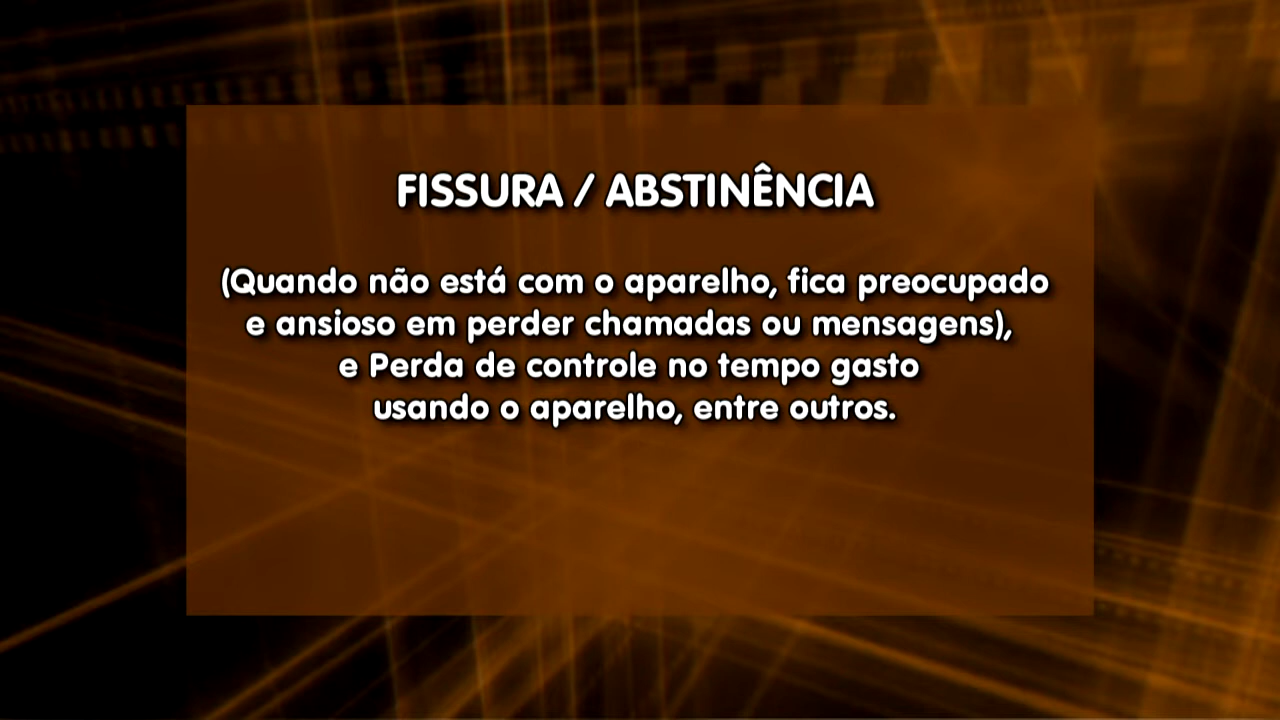 FISSURA / ABSTINÊNCIA
(Quando não está com o aparelho, fica preocupado
e ansioso em perder chamadas ou mensagens),
e Perda de controle no tempo gasto
usando o aparelho, entre outros.